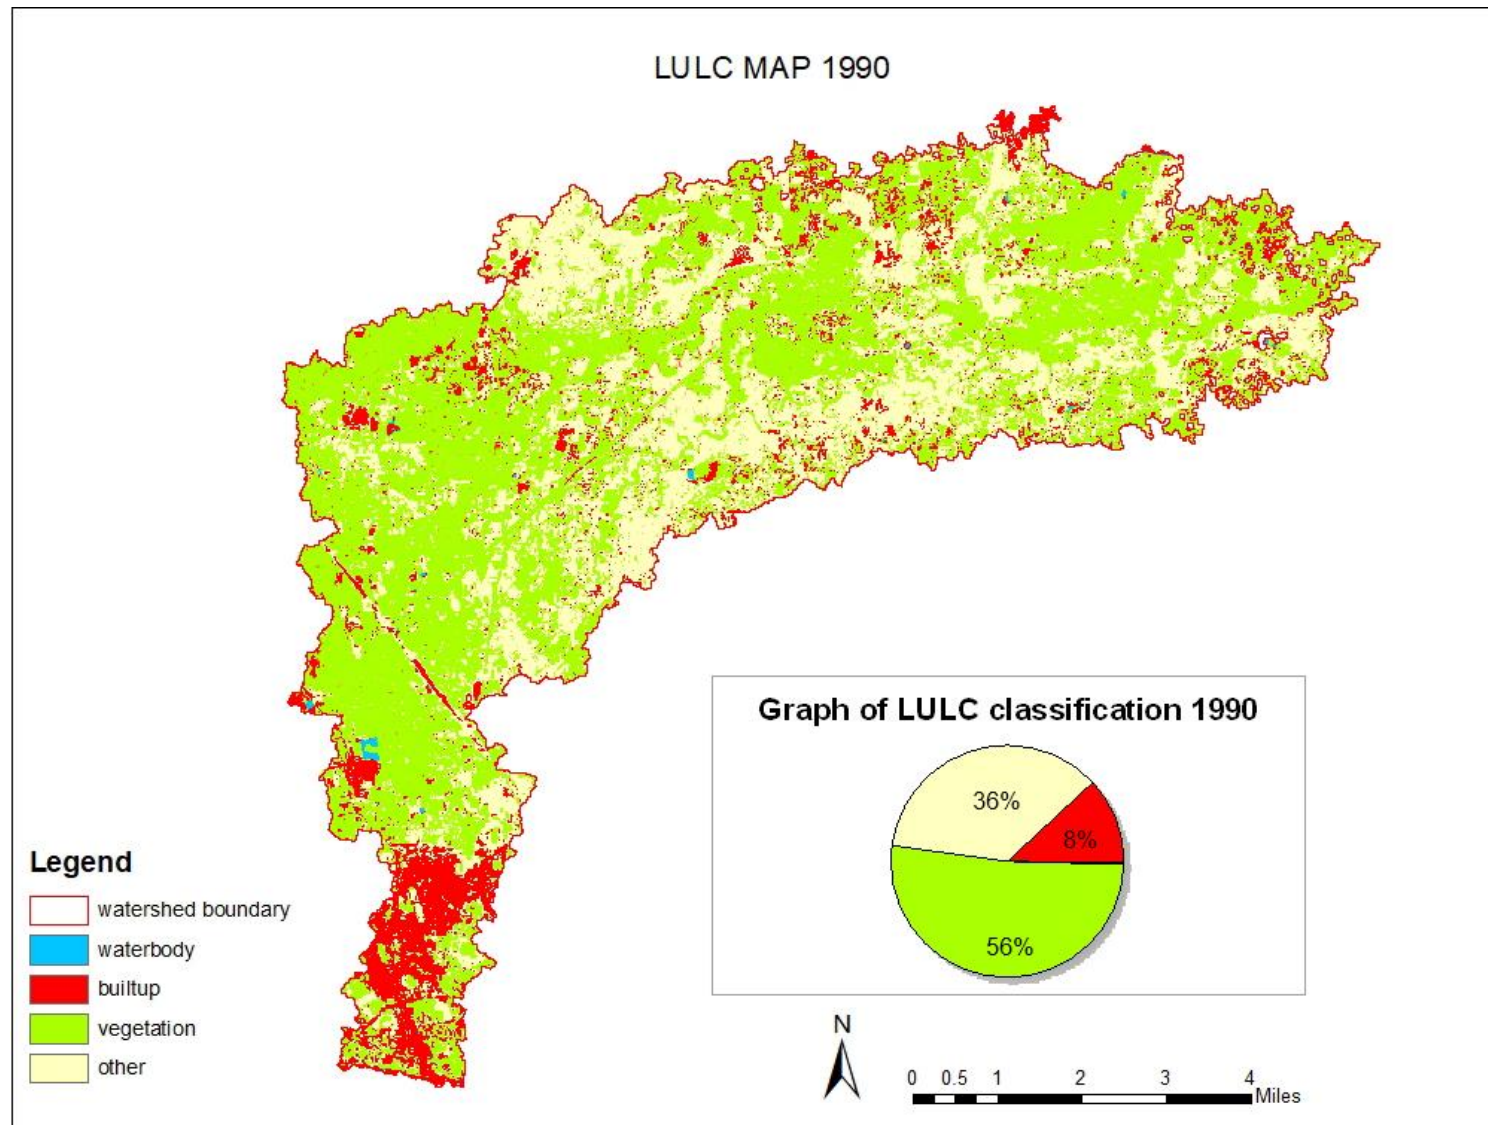 LULC MAP 1990
Graph of LULC classification 1990
36%
8%
56%
Legend
watershed boundary
waterbody
builtup
vegetation
other
N
0 0.5 1 2 3 4
Miles